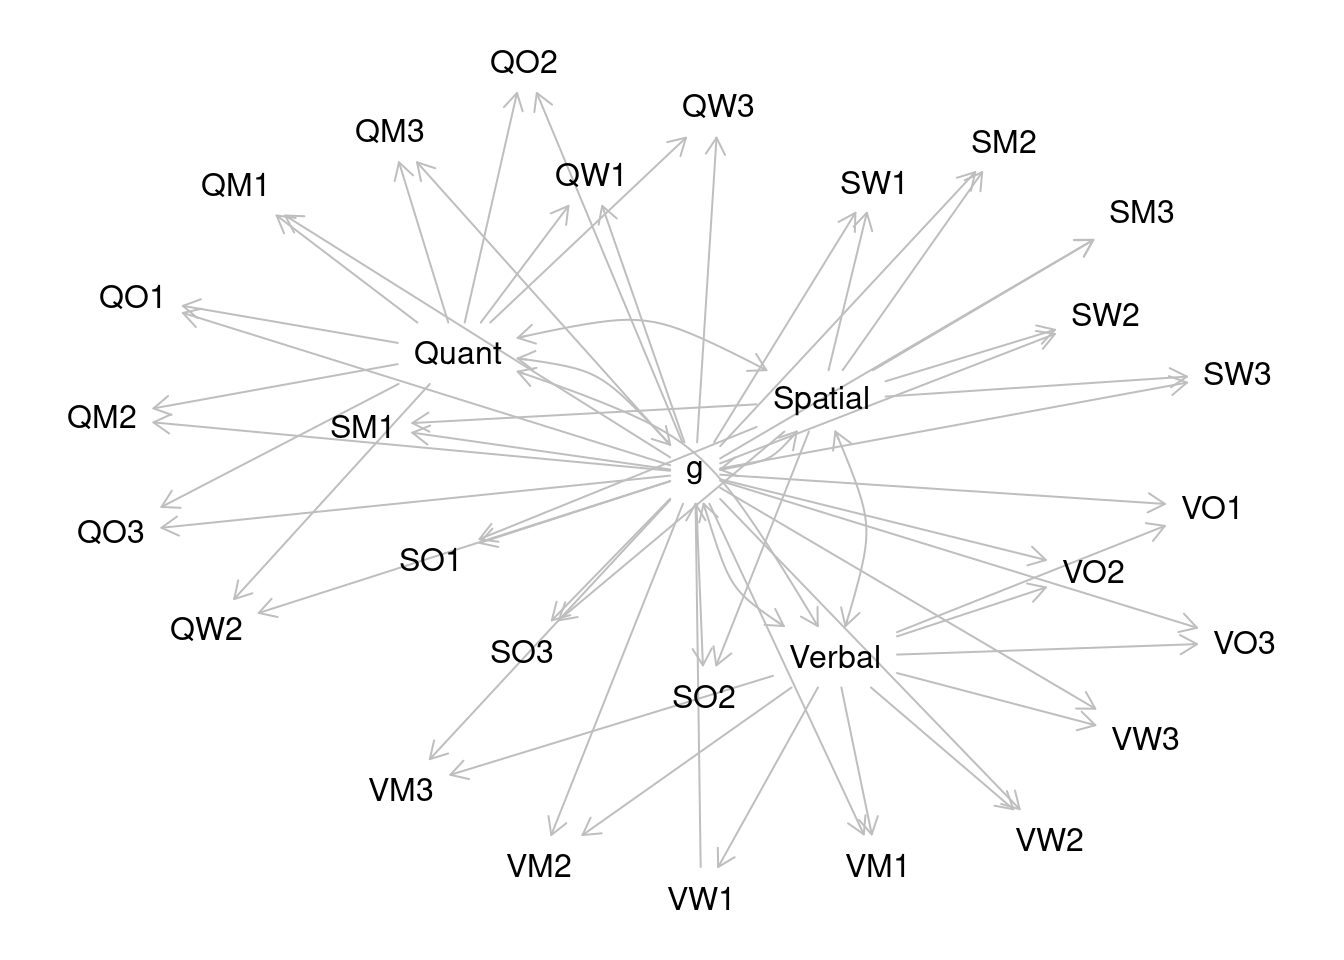 QO2
QW3
QM3
SM2
QW1
SW1
QM1
SM3
QO1
SW2
Quant
SW3
Spatial
QM2
SM1
g
VO1
QO3
SO1
VO2
QW2
VO3
SO3
Verbal
SO2
VW3
VM3
VW2
VM2
VM1
VW1